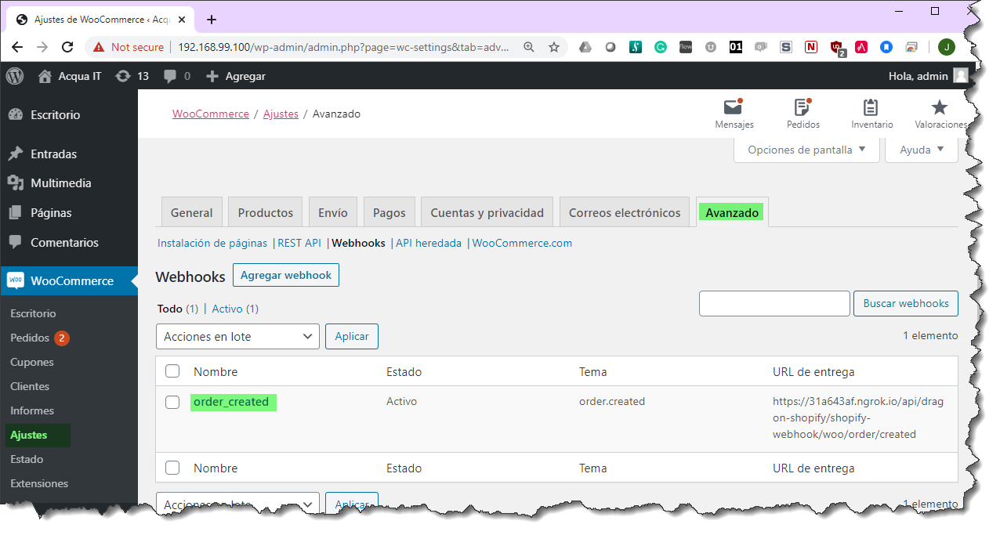 Ajustes de WooCommerce ‹ Acqu
Not secure | 192.168.99.100/wp-admin/admin.php?page=wc-settings&tab=adv...
flow 01 S N 2 J
Acqua IT 13 0 Agregar Hola, admin
Escritorio
Entradas
Multimedia
Páginas
Comentarios
WOO WooCommerce
Escritorio
Pedidos 2
Cupones
Clientes
Informes
Ajustes
Estado
Extensiones
WooCommerce / Ajustes / Avanzado
Mensajes Pedidos Inventario Valoraciones
Opciones de pantalla ▼ Ayuda ▼
General Productos Envío Pagos Cuentas y privacidad Correos electrónicos Avanzado
Instalación de páginas | REST API | Webhooks | API heredada | WooCommerce.com
Webhooks Agregar webhook
Todo (1) | Activo (1)
Buscar webhooks
Acciones en lote Aplicar
1 elemento
Nombre Estado Tema URL de entrega
order_created Activo order.created https://31a643af.ngrok.io/api/drag
on-shopify/shopify-
webhook/woo/order/created
Nombre Estado Tema URL de entrega
Acciones en lote Aplicar
1 elemento